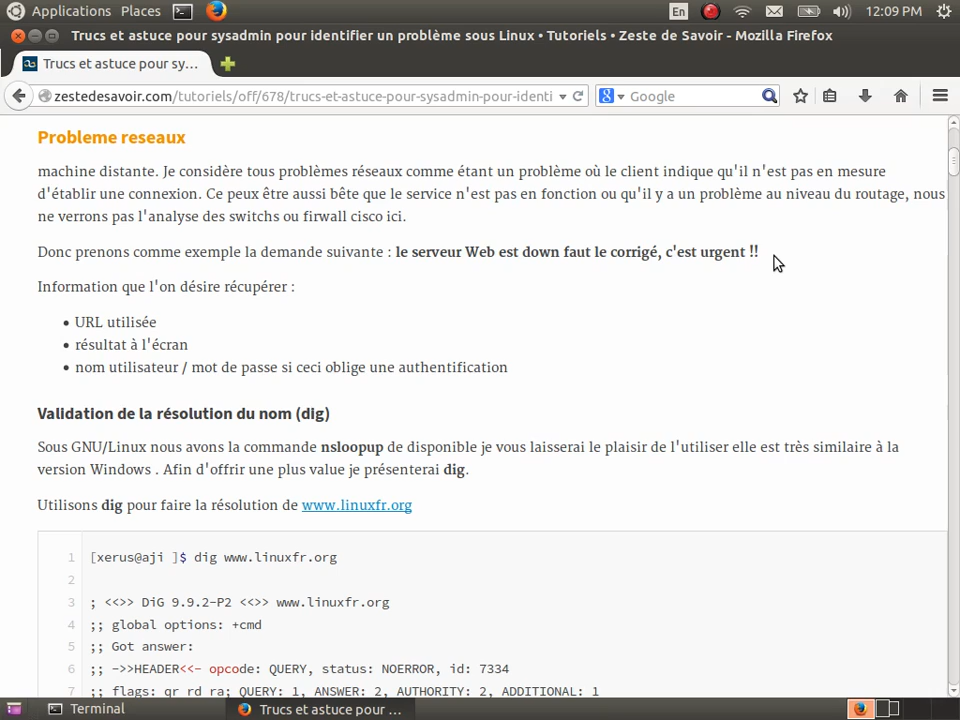 Applications Places En 12:09 PM
Trucs et astuce pour sysadmin pour identifier un problème sous Linux • Tutoriels • Zeste de Savoir - Mozilla Firefox
Trucs et astuce pour sy...
zestedesavoir.com/tutoriels/off/678/trucs-et-astuce-pour-sysadmin-pour-identi Google
Probleme reseaux
machine distante. Je considère tous problèmes réseaux comme étant un problème où le client indique qu'il n'est pas en mesure
d'établir une connexion. Ce peux être aussi bête que le service n'est pas en fonction ou qu'il y a un problème au niveau du routage, nous
ne verrons pas l'analyse des switchs ou firwall cisco ici.
Donc prenons comme exemple la demande suivante : le serveur Web est down faut le corrigé, c'est urgent !!
Information que l'on désire récupérer :
• URL utilisée
• résultat à l'écran
• nom utilisateur / mot de passe si ceci oblige une authentification
Validation de la résolution du nom (dig)
Sous GNU/Linux nous avons la commande nsloopup de disponible je vous laisserai le plaisir de l'utiliser elle est très similaire à la
version Windows . Afin d'offrir une plus value je présenterai dig.
Utilisons dig pour faire la résolution de www.linuxfr.org
1 [xerus@aji ]$ dig www.linuxfr.org
2
3 ; <<>> DiG 9.9.2-P2 <<>> www.linuxfr.org
4 ;; global options: +cmd
5 ;; Got answer:
6 ;; ->>HEADER<<- opcode: QUERY, status: NOERROR, id: 7334
7 ;; flags: qr rd ra; QUERY: 1, ANSWER: 2, AUTHORITY: 2, ADDITIONAL: 1
Terminal Trucs et astuce pour ...